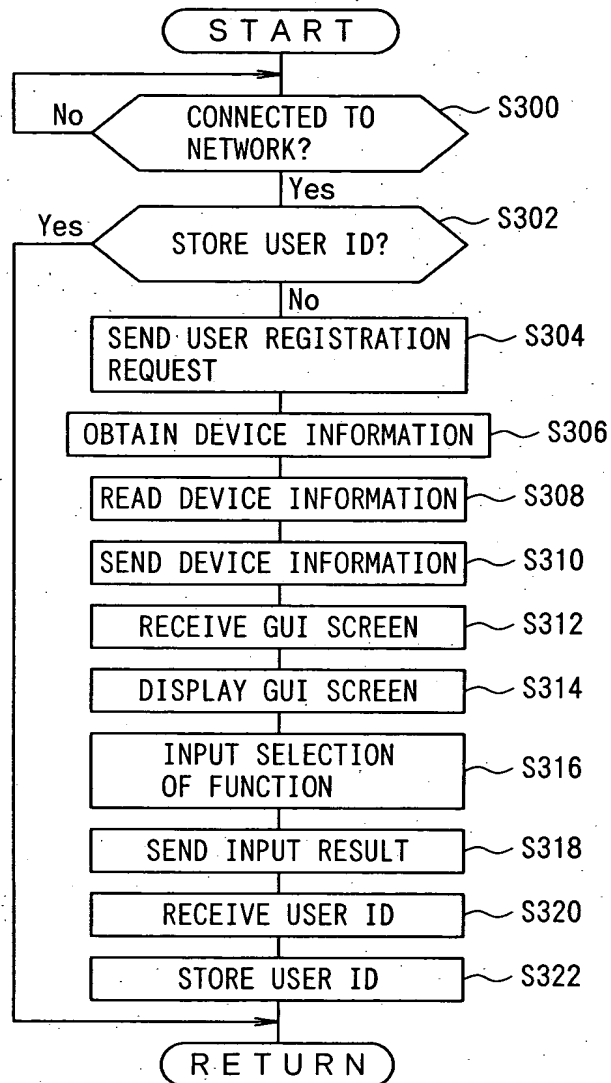 START
No
CONNECTED TO
NETWORK?
S300
Yes
Yes
STORE USER ID?
S302
No
SEND USER REGISTRATION
REQUEST
S304
OBTAIN DEVICE INFORMATION
S306
READ DEVICE INFORMATION
S308
SEND DEVICE INFORMATION
S310
RECEIVE GUI SCREEN
S312
DISPLAY GUI SCREEN
S314
INPUT SELECTION
OF FUNCTION
S316
SEND INPUT RESULT
S318
RECEIVE USER ID
S320
STORE USER ID
S322
RETURN